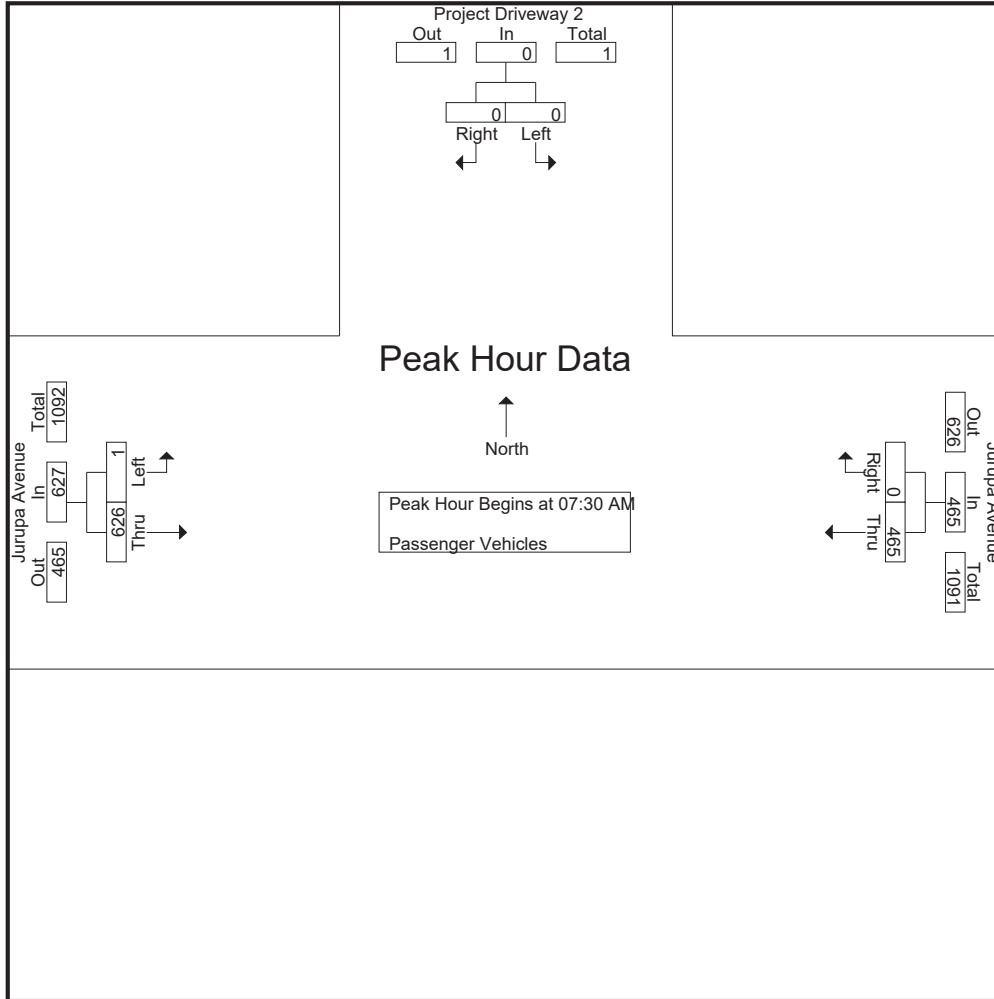 Project Driveway 2
Out In Total
1 0 1
0 0
Right Left
Peak Hour Data
North
Peak Hour Begins at 07:30 AM
Passenger Vehicles
Jurupa Avenue
Out In Total
465 627 1092
626 1
Thru Left
Jurupa Avenue
Out In Total
626 465 1091
Right Thru
0 465